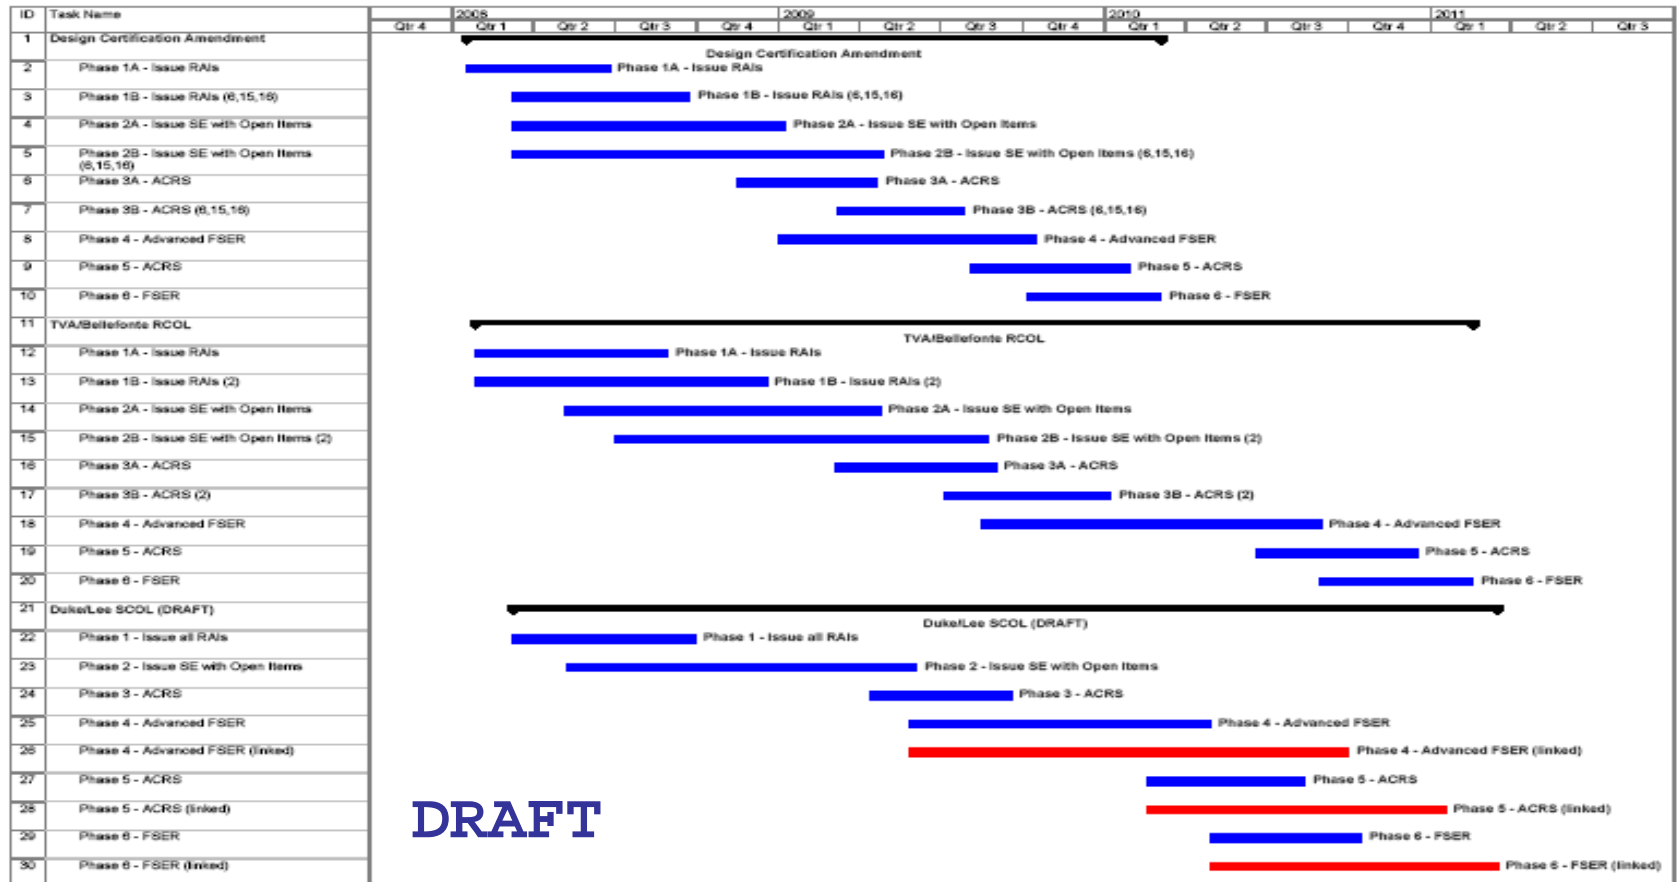 ID Task Name 2008 2009 2010 2011
Qtr 4 Qtr 1 Qtr 2 Qtr 3 Qtr 4 Qtr 1 Qtr 2 Qtr 3 Qtr 4 Qtr 1 Qtr 2 Qtr 3 Qtr 4 Qtr 1 Qtr 2 Qtr 3
1 Design Certification Amendment
Design Certification Amendment
2 Phase 1A - Issue RAIs Phase 1A - Issue RAIs
3 Phase 1B - Issue RAIs (6,15,16) Phase 1B - Issue RAIs (6,15,16)
4 Phase 2A - Issue SE with Open Items Phase 2A - Issue SE with Open Items
5 Phase 2B - Issue SE with Open Items Phase 2B - Issue SE with Open Items (6,15,16)
(6,15,16)
6 Phase 3A - ACRS Phase 3A - ACRS
7 Phase 3B - ACRS (6,15,16) Phase 3B - ACRS (6,15,16)
8 Phase 4 - Advanced FSER Phase 4 - Advanced FSER
9 Phase 5 - ACRS Phase 5 - ACRS
10 Phase 6 - FSER Phase 6 - FSER
11 TVA/Bellefonte RCOL
TVA/Bellefonte RCOL
12 Phase 1A - Issue RAIs Phase 1A - Issue RAIs
13 Phase 1B - Issue RAIs (2) Phase 1B - Issue RAIs (2)
14 Phase 2A - Issue SE with Open Items Phase 2A - Issue SE with Open Items
15 Phase 2B - Issue SE with Open Items (2) Phase 2B - Issue SE with Open Items (2)
16 Phase 3A - ACRS Phase 3A - ACRS
17 Phase 3B - ACRS (2) Phase 3B - ACRS (2)
18 Phase 4 - Advanced FSER Phase 4 - Advanced FSER
19 Phase 5 - ACRS Phase 5 - ACRS
20 Phase 6 - FSER Phase 6 - FSER
21 Duke/Lee SCOL (DRAFT)
Duke/Lee SCOL (DRAFT)
22 Phase 1 - Issue all RAIs Phase 1 - Issue all RAIs
23 Phase 2 - Issue SE with Open Items Phase 2 - Issue SE with Open Items
24 Phase 3 - ACRS Phase 3 - ACRS
25 Phase 4 - Advanced FSER Phase 4 - Advanced FSER
26 Phase 4 - Advanced FSER (linked) Phase 4 - Advanced FSER (linked)
27 Phase 5 - ACRS Phase 5 - ACRS
28 Phase 5 - ACRS (linked) Phase 5 - ACRS (linked)
DRAFT
29 Phase 6 - FSER Phase 6 - FSER
30 Phase 6 - FSER (linked) Phase 6 - FSER (linked)